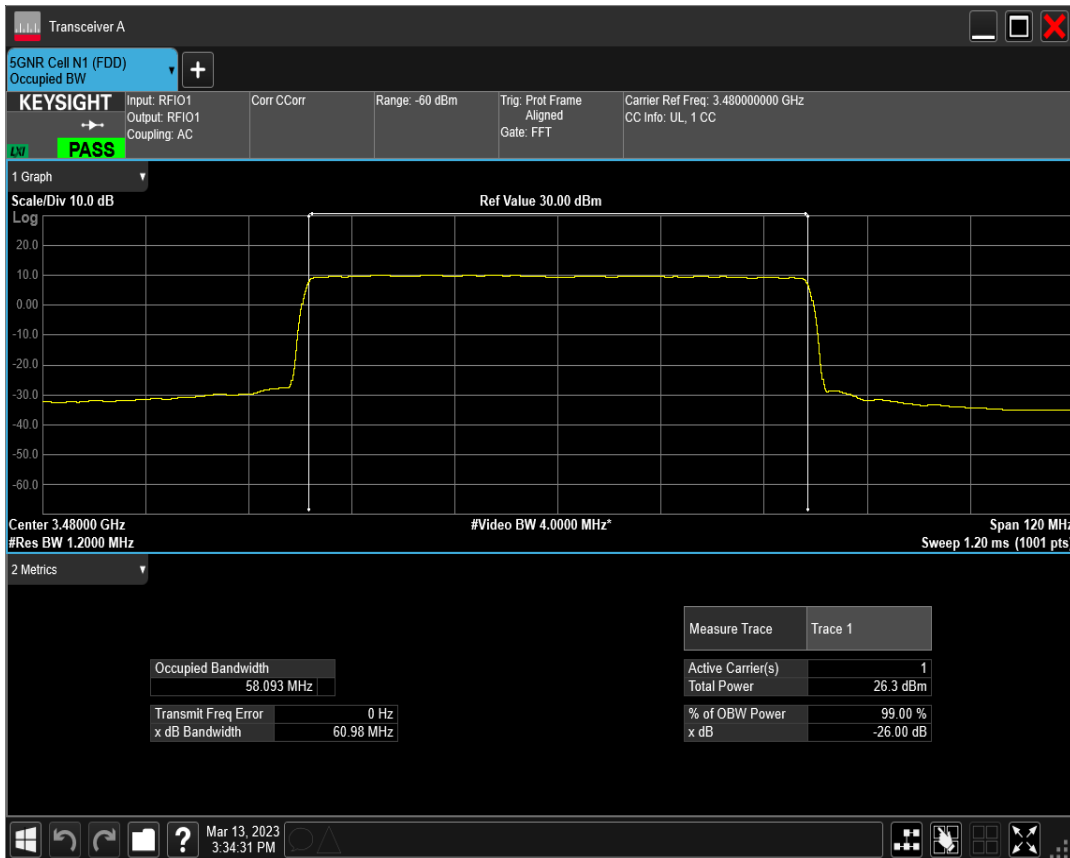 Transceiver A
5GNR Cell N1 (FDD)
Occupied BW
+
KEYSIGHT
LXI
PASS
Input: RFIO1
Output: RFIO1
Coupling: AC
Corr CCorr
Range: -60 dBm
Trig: Prot Frame
Aligned
Gate: FFT
Carrier Ref Freq: 3.480000000 GHz
CC Info: UL, 1 CC
1 Graph
Scale/Div 10.0 dB
Ref Value 30.00 dBm
Log
20.0
10.0
0.00
-10.0
-20.0
-30.0
-40.0
-50.0
-60.0
Center 3.48000 GHz
#Video BW 4.0000 MHz*
Span 120 MHz
#Res BW 1.2000 MHz
Sweep 1.20 ms (1001 pts)
2 Metrics
Measure Trace Trace 1
Occupied Bandwidth
58.093 MHz
Active Carrier(s) 1
Total Power 26.3 dBm
Transmit Freq Error 0 Hz
x dB Bandwidth 60.98 MHz
% of OBW Power 99.00 %
x dB -26.00 dB
?
Mar 13, 2023
3:34:31 PM